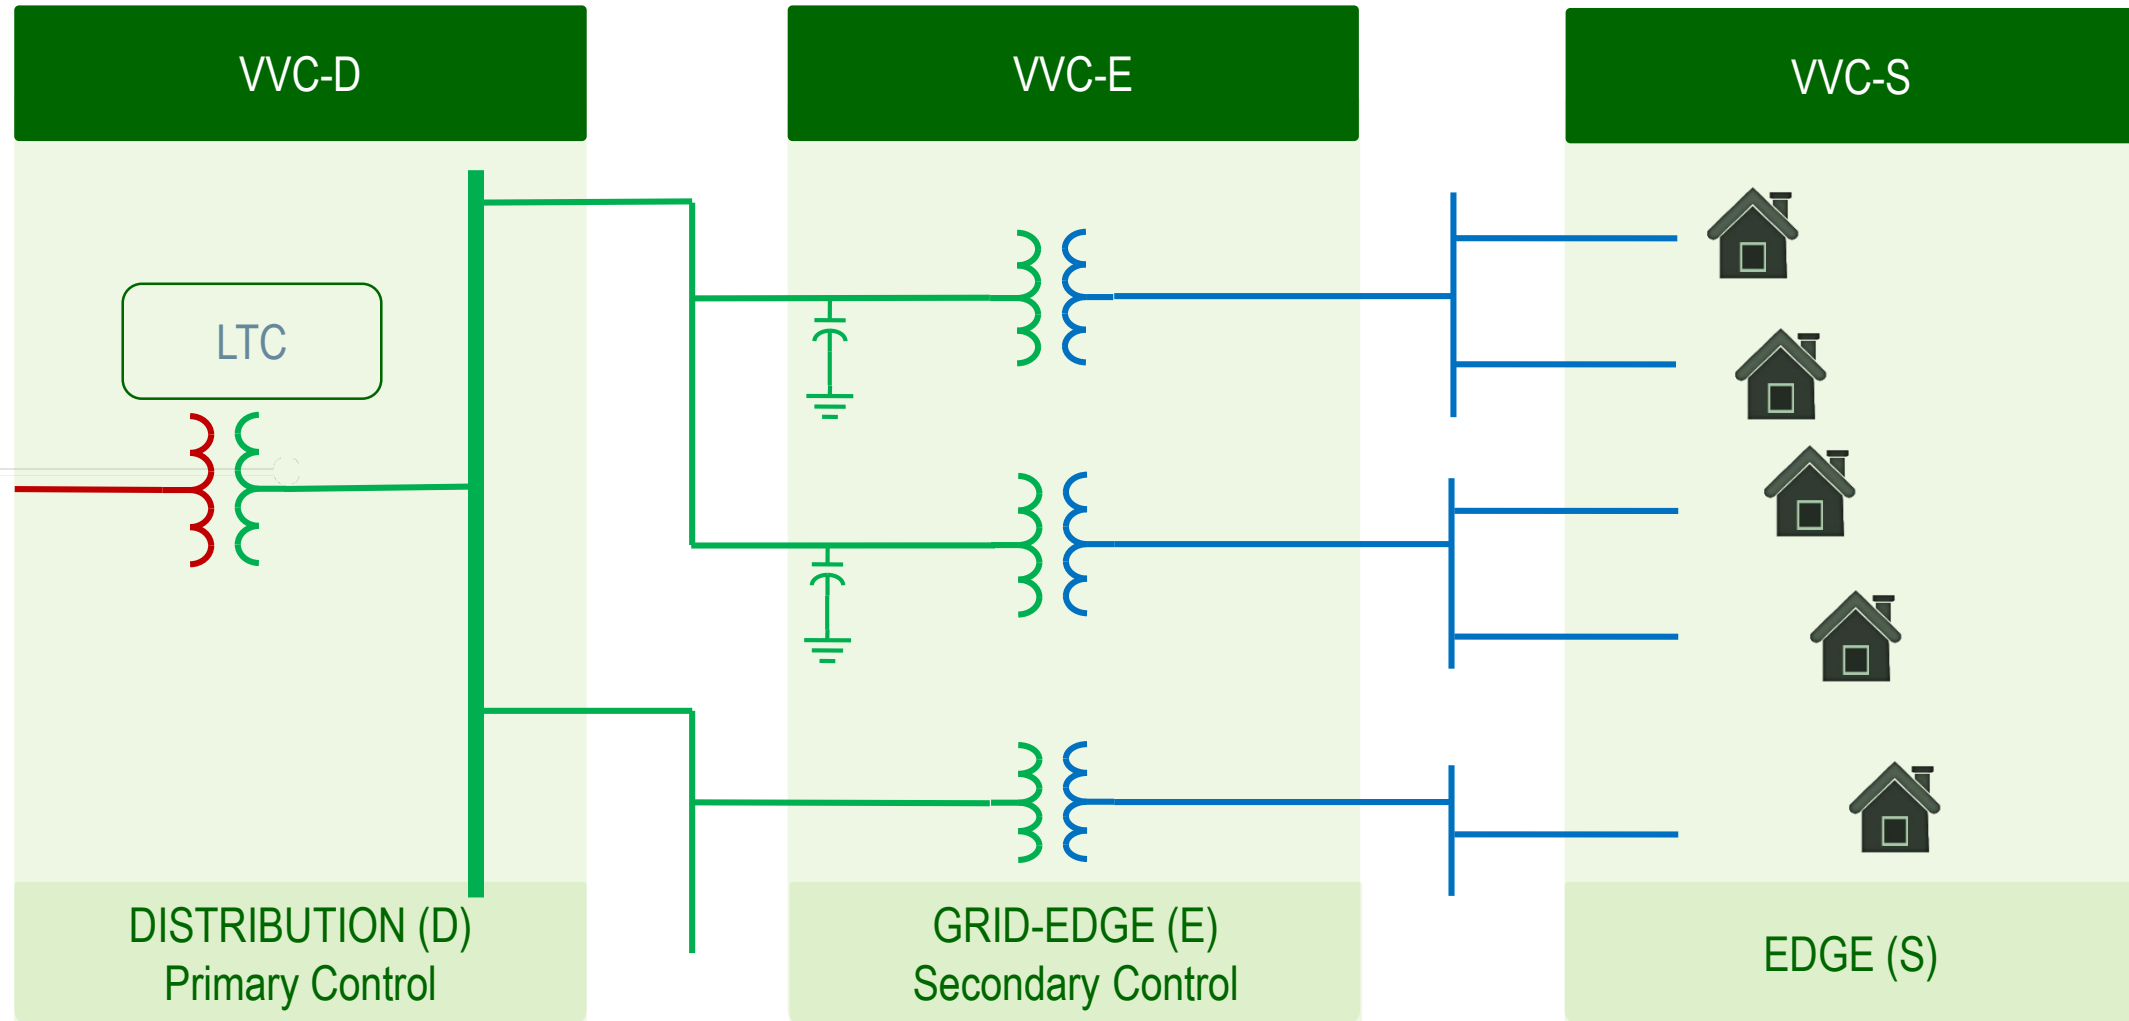 VVC-D
VVC-E
VVC-S
LTC
DISTRIBUTION (D)
Primary Control
GRID-EDGE (E)
Secondary Control
EDGE (S)